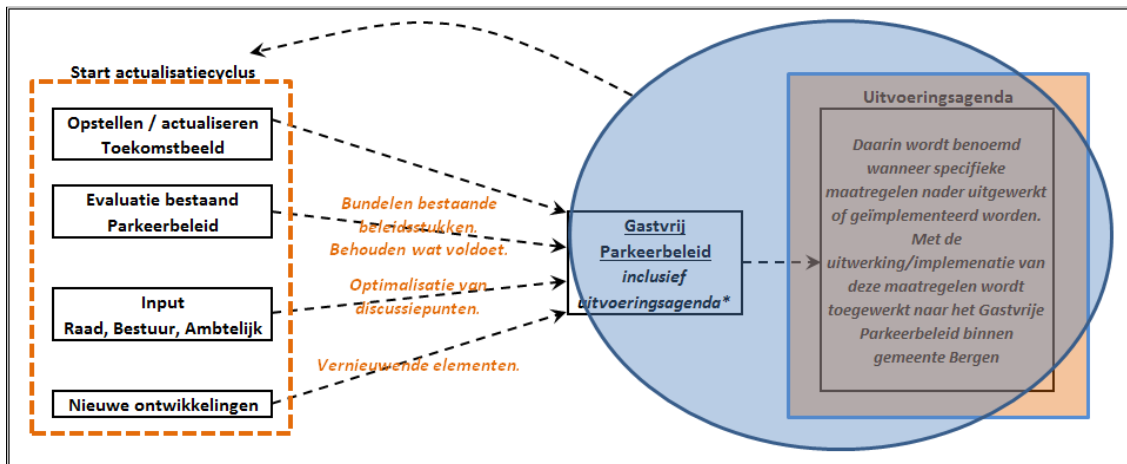 Start actualisatiecyclus
Opstellen / actualiseren
Toekomstbeeld
Evaluatie bestaand
Parkeerbeleid
Input
Raad, Bestuur, Ambtelijk
Nieuwe ontwikkelingen
Bundelen bestaande
beleidsstukken.
Behouden wat voldoet.
Optimalisatie van
discussiepunten.
Vernieuwende elementen.
Gastvrij
Parkeerbeleid
inclusief
uitvoeringsagenda*
Uitvoeringsagenda
Daarin wordt benoemd
wanneer specifieke
maatregelen nader uitgewerkt
of geïmplementeerd worden.
Met de
uitwerking/implemenatie van
deze maatregelen wordt
toegewerkt naar het Gastvrije
Parkeerbeleid binnen
gemeente Bergen